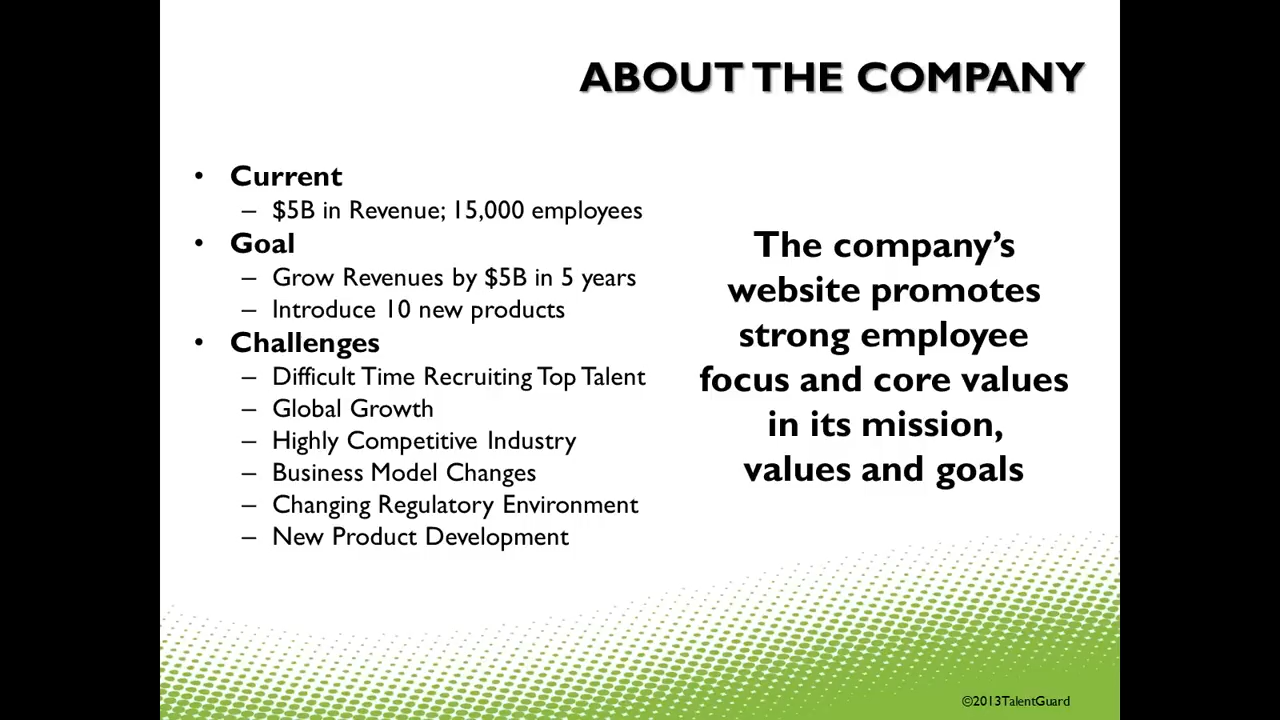 ABOUT THE COMPANY
• Current
– $5B in Revenue; 15,000 employees
• Goal
– Grow Revenues by $5B in 5 years
– Introduce 10 new products
• Challenges
– Difficult Time Recruiting Top Talent
– Global Growth
– Highly Competitive Industry
– Business Model Changes
– Changing Regulatory Environment
– New Product Development
The company’s
website promotes
strong employee
focus and core values
in its mission,
values and goals
©2013TalentGuard